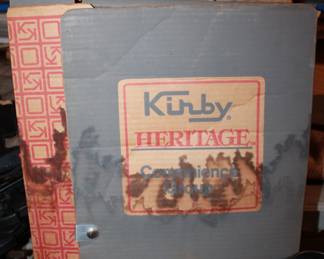 Kirby®
HERITAGE
Convenience
Group